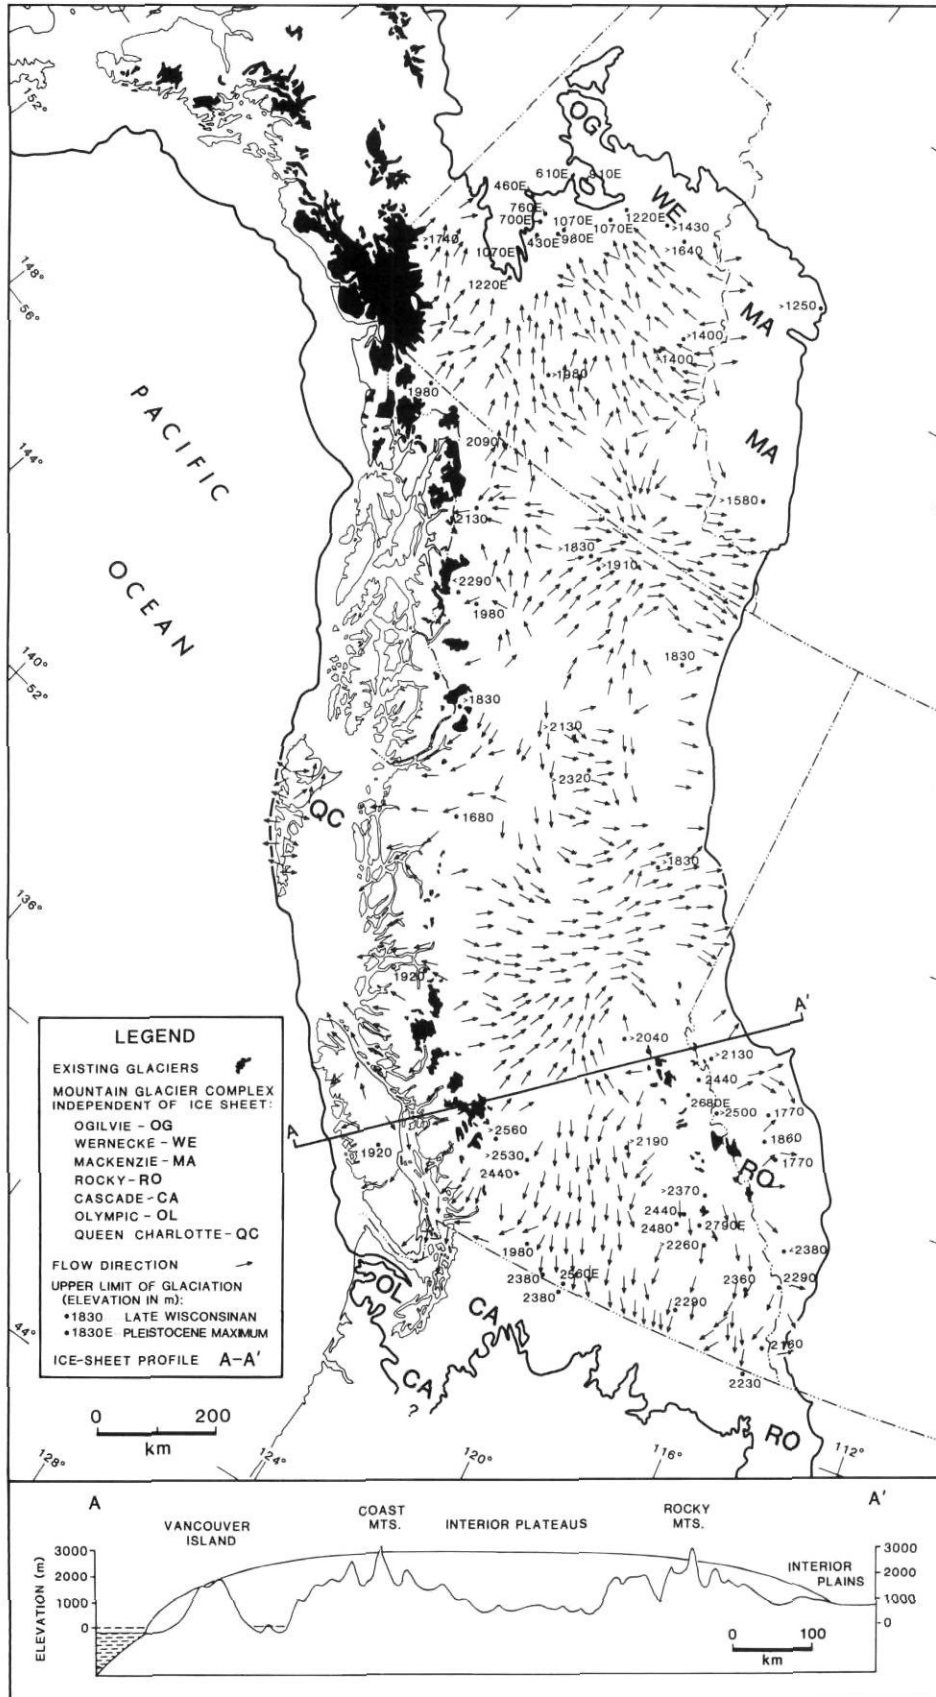 152°
148°
56°
144°
140°
52°
136°
44°
128°
124°
120°
116°
112°
PACIFIC
OCEAN
OG
610E
910E
460E
WE
760E
700E
1070E
1220E
>1430
1070E
>1740
430E
980E
>1640
1070E
1220E
>1250
MA
>1400
>1400
>1980
1980
2090
MA
>1580
2130
>1830
>1910
<2290
1980
1830
>1830
>2130
2320
QC
1680
>1830
1920
A'
>2040
>2130
2440
2680E
>2500
1770
A
>2560
1860
1920
>2530
>2190
1770
2440
RO
>2370
2440
2480
2790E
1980
>2260
<2380
2380
2560E
2360
2290
2380
OL
CA
2290
2160
CA
?
2230
RO
LEGEND
EXISTING GLACIERS
MOUNTAIN GLACIER COMPLEX
INDEPENDENT OF ICE SHEET:
OGILVIE – OG
WERNECKE – WE
MACKENZIE – MA
ROCKY – RO
CASCADE – CA
OLYMPIC – OL
QUEEN CHARLOTTE – QC
FLOW DIRECTION
UPPER LIMIT OF GLACIATION
(ELEVATION IN m):
•1830 LATE WISCONSINAN
•1830E PLEISTOCENE MAXIMUM
ICE-SHEET PROFILE A–A'
0 200
km
A A'
VANCOUVER
ISLAND
COAST
MTS.
INTERIOR PLATEAUS
ROCKY
MTS.
INTERIOR
PLAINS
ELEVATION (m)
3000
2000
1000
0
3000
2000
1000
0
0 100
km